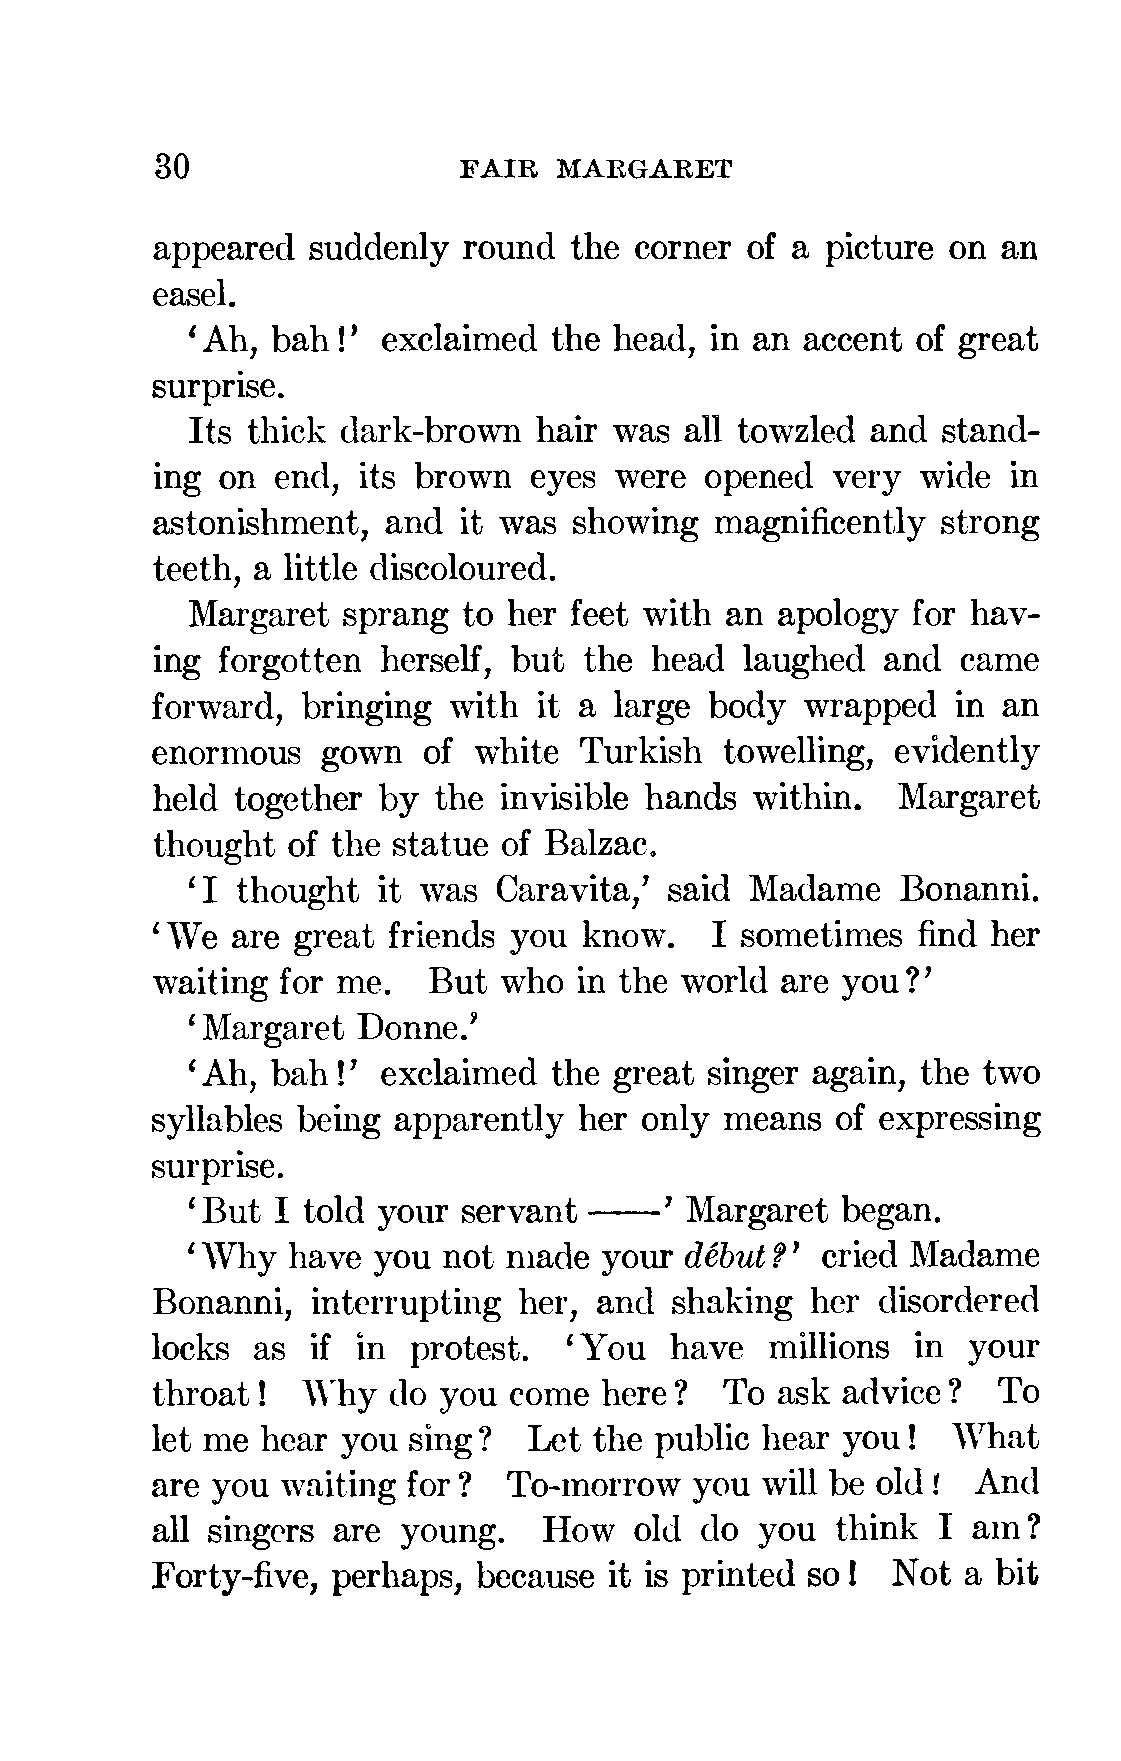 30 FAIR MARGARET
appeared suddenly round the corner of a picture on an
easel.
‘Ah, bah!’ exclaimed the head, in an accent of great
surprise.
Its thick dark-brown hair was all towzled and stand-
ing on end, its brown eyes were opened very wide in
astonishment, and it was showing magnificently strong
teeth, a little discoloured.
Margaret sprang to her feet with an apology for hav-
ing forgotten herself, but the head laughed and came
forward, bringing with it a large body wrapped in an
enormous gown of white Turkish towelling, evidently
held together by the invisible hands within. Margaret
thought of the statue of Balzac.
‘I thought it was Caravita,’ said Madame Bonanni.
‘We are great friends you know. I sometimes find her
waiting for me. But who in the world are you?’
‘Margaret Donne.’
‘Ah, bah!’ exclaimed the great singer again, the two
syllables being apparently her only means of expressing
surprise.
‘But I told your servant ——’ Margaret began.
‘Why have you not made your début?’ cried Madame
Bonanni, interrupting her, and shaking her disordered
locks as if in protest. ‘You have millions in your
throat! Why do you come here? To ask advice? To
let me hear you sing? Let the public hear you! What
are you waiting for? To-morrow you will be old! And
all singers are young. How old do you think I am?
Forty-five, perhaps, because it is printed so! Not a bit